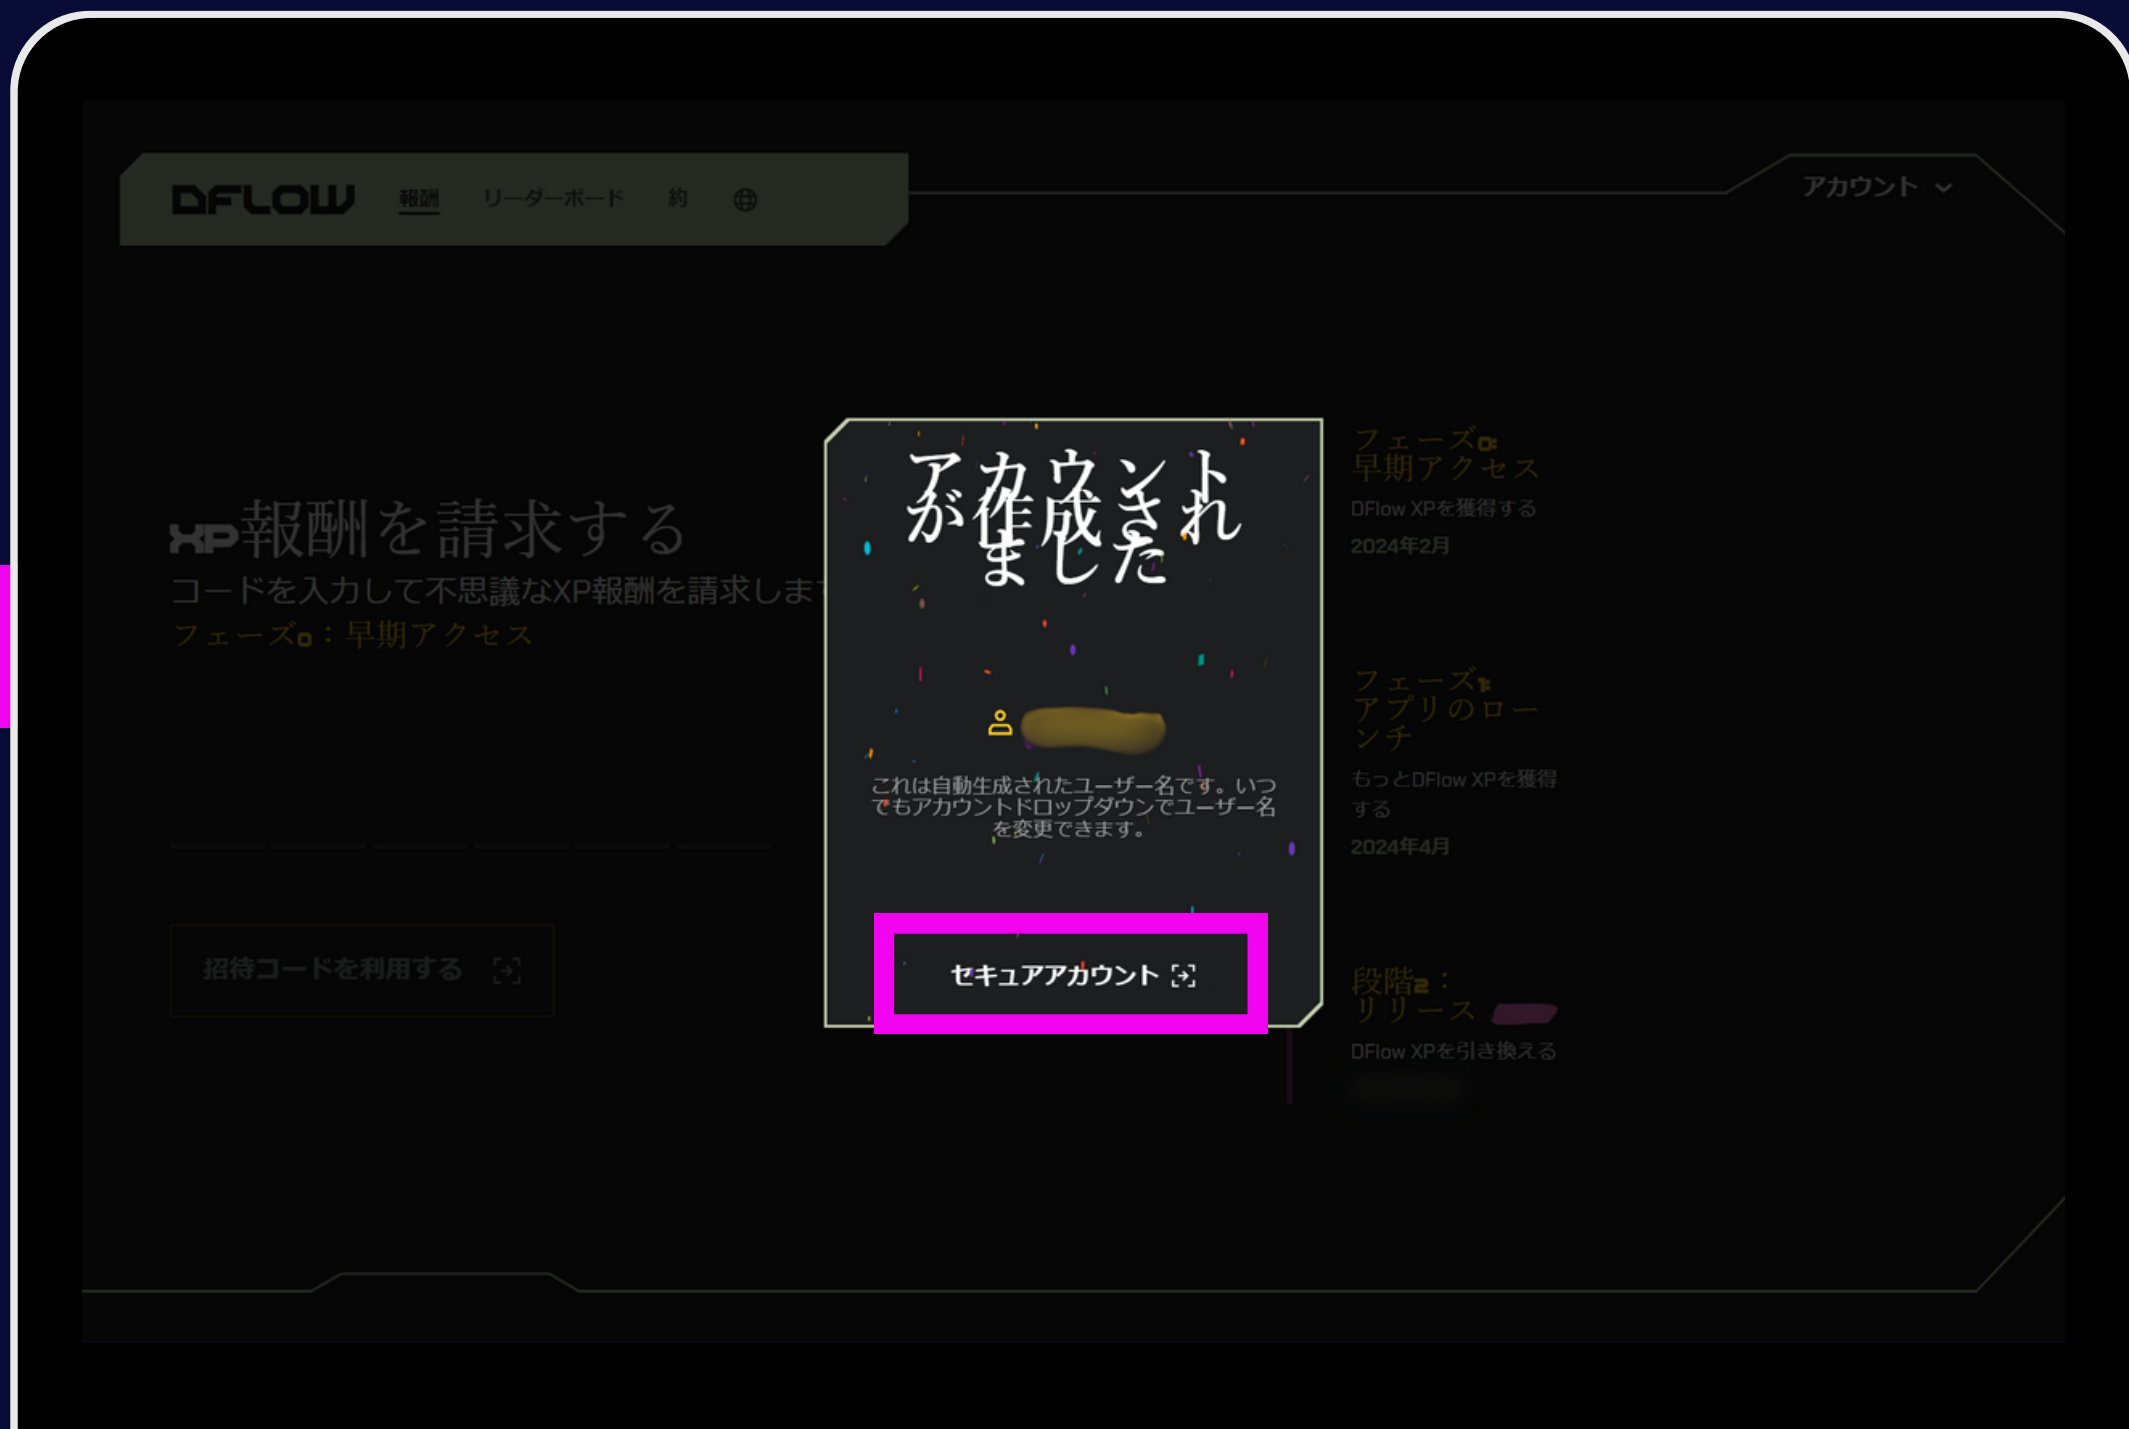 DFLOW 報酬 リーダーボード 約
アカウント
XP報酬を請求する
コードを入力して不思議なXP報酬を請求しま
フェーズ0：早期アクセス
招待コードを利用する
アカウント
が作成され
ました
これは自動生成されたユーザー名です。いつ
でもアカウントドロップダウンでユーザー名
を変更できます。
セキュアアカウント
フェーズ0:
早期アクセス
DFlow XPを獲得する
2024年2月
フェーズ1:
アプリのロー
ンチ
もっとDFlow XPを獲得
する
2024年4月
段階2：
リリース
DFlow XPを引き換える